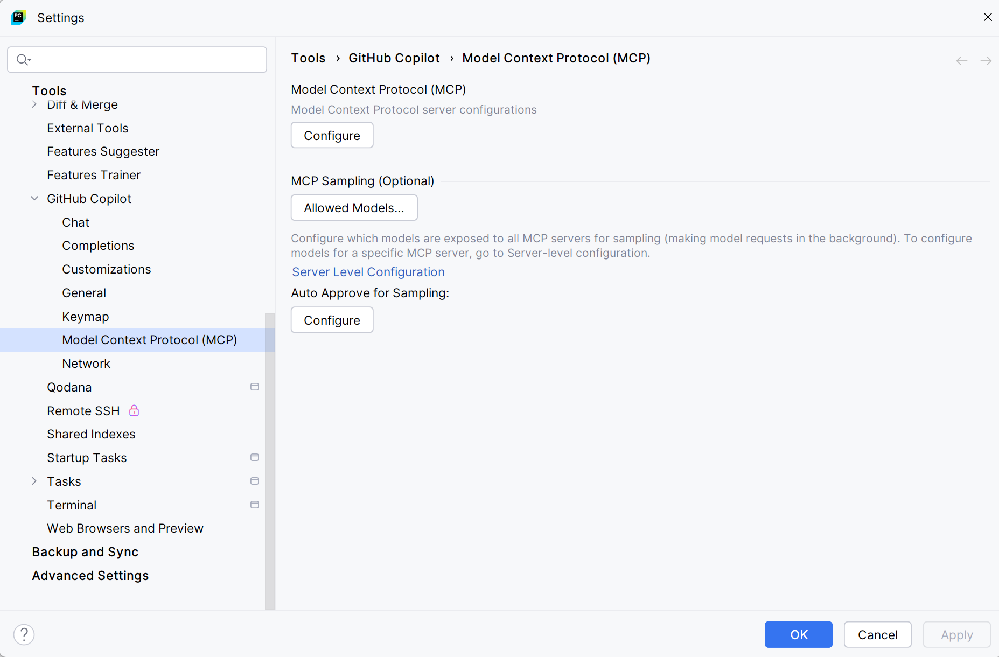 PC
Settings
Tools
Diff & Merge
External Tools
Features Suggester
Features Trainer
GitHub Copilot
Chat
Completions
Customizations
General
Keymap
Model Context Protocol (MCP)
Network
Qodana
Remote SSH
Shared Indexes
Startup Tasks
Tasks
Terminal
Web Browsers and Preview
Backup and Sync
Advanced Settings
Tools › GitHub Copilot › Model Context Protocol (MCP)
Model Context Protocol (MCP)
Model Context Protocol server configurations
Configure
MCP Sampling (Optional)
Allowed Models...
Configure which models are exposed to all MCP servers for sampling (making model requests in the background). To configure
models for a specific MCP server, go to Server-level configuration.
Server Level Configuration
Auto Approve for Sampling:
Configure
?
OK
Cancel
Apply